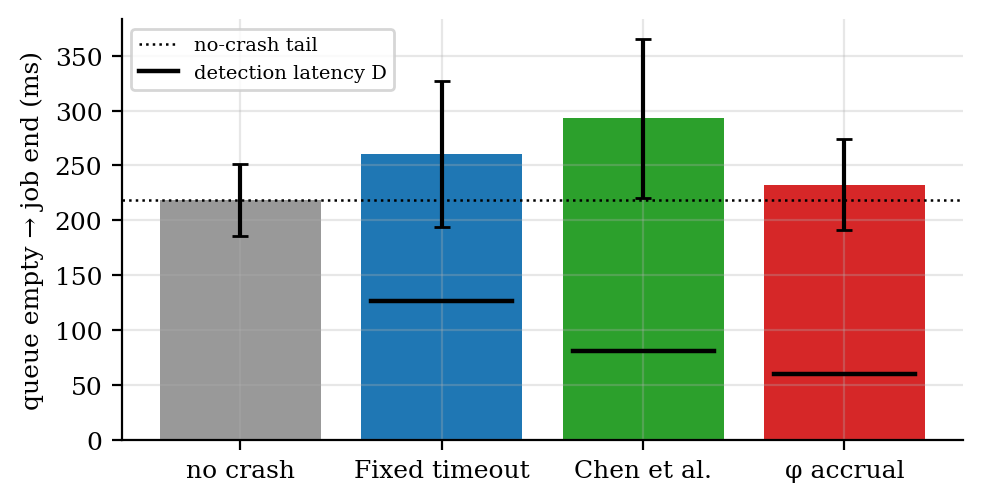 no-crash tail
detection latency D
queue empty → job end (ms)
350
300
250
200
150
100
50
0
no crash
Fixed timeout
Chen et al.
φ accrual